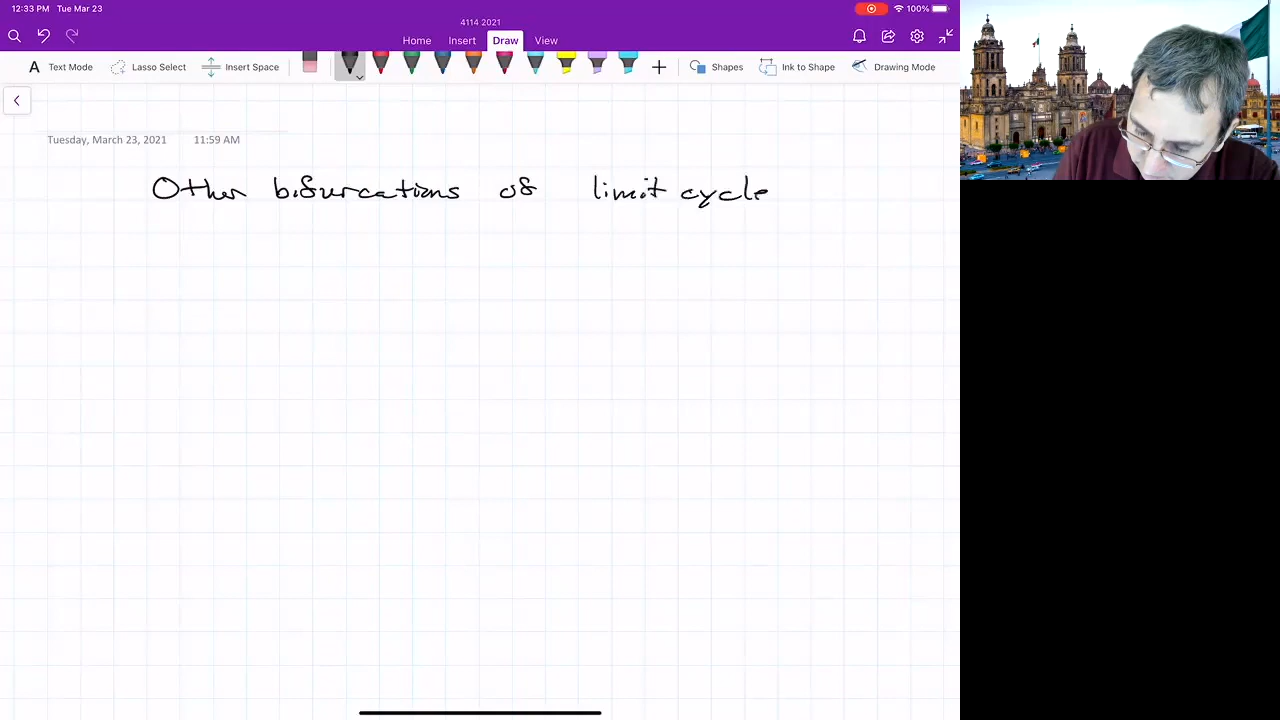 12:33 PM Tue Mar 23
100%
4114 2021
Home Insert Draw View
A Text Mode Lasso Select Insert Space Shapes Ink to Shape Drawing Mode
Tuesday, March 23, 2021 11:59 AM
Other bifurcations of limit cycle